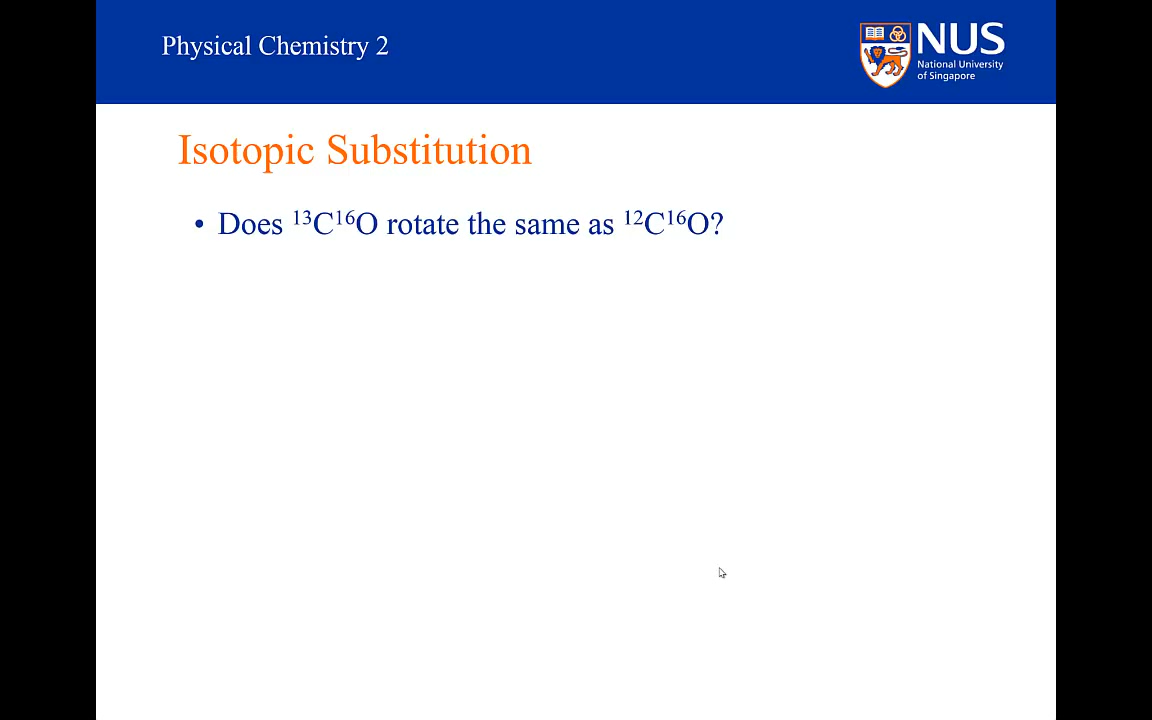 Physical Chemistry 2
NUS
National University
of Singapore
Isotopic Substitution
• Does ¹³C¹⁶O rotate the same as ¹²C¹⁶O?